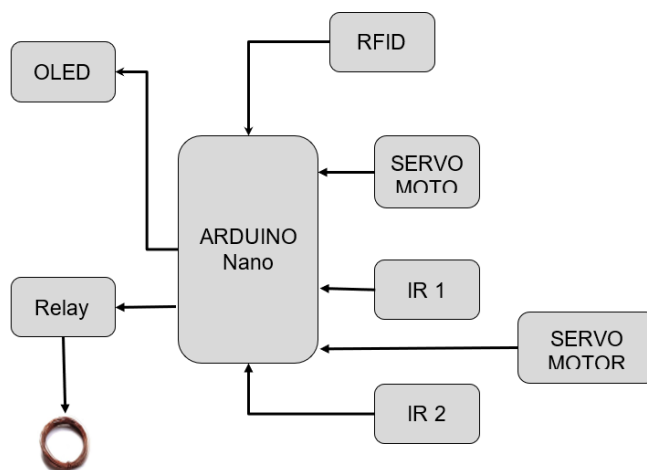 RFID
OLED
SERVO
MOTO
ARDUINO
Nano
IR 1
Relay
SERVO
MOTOR
IR 2